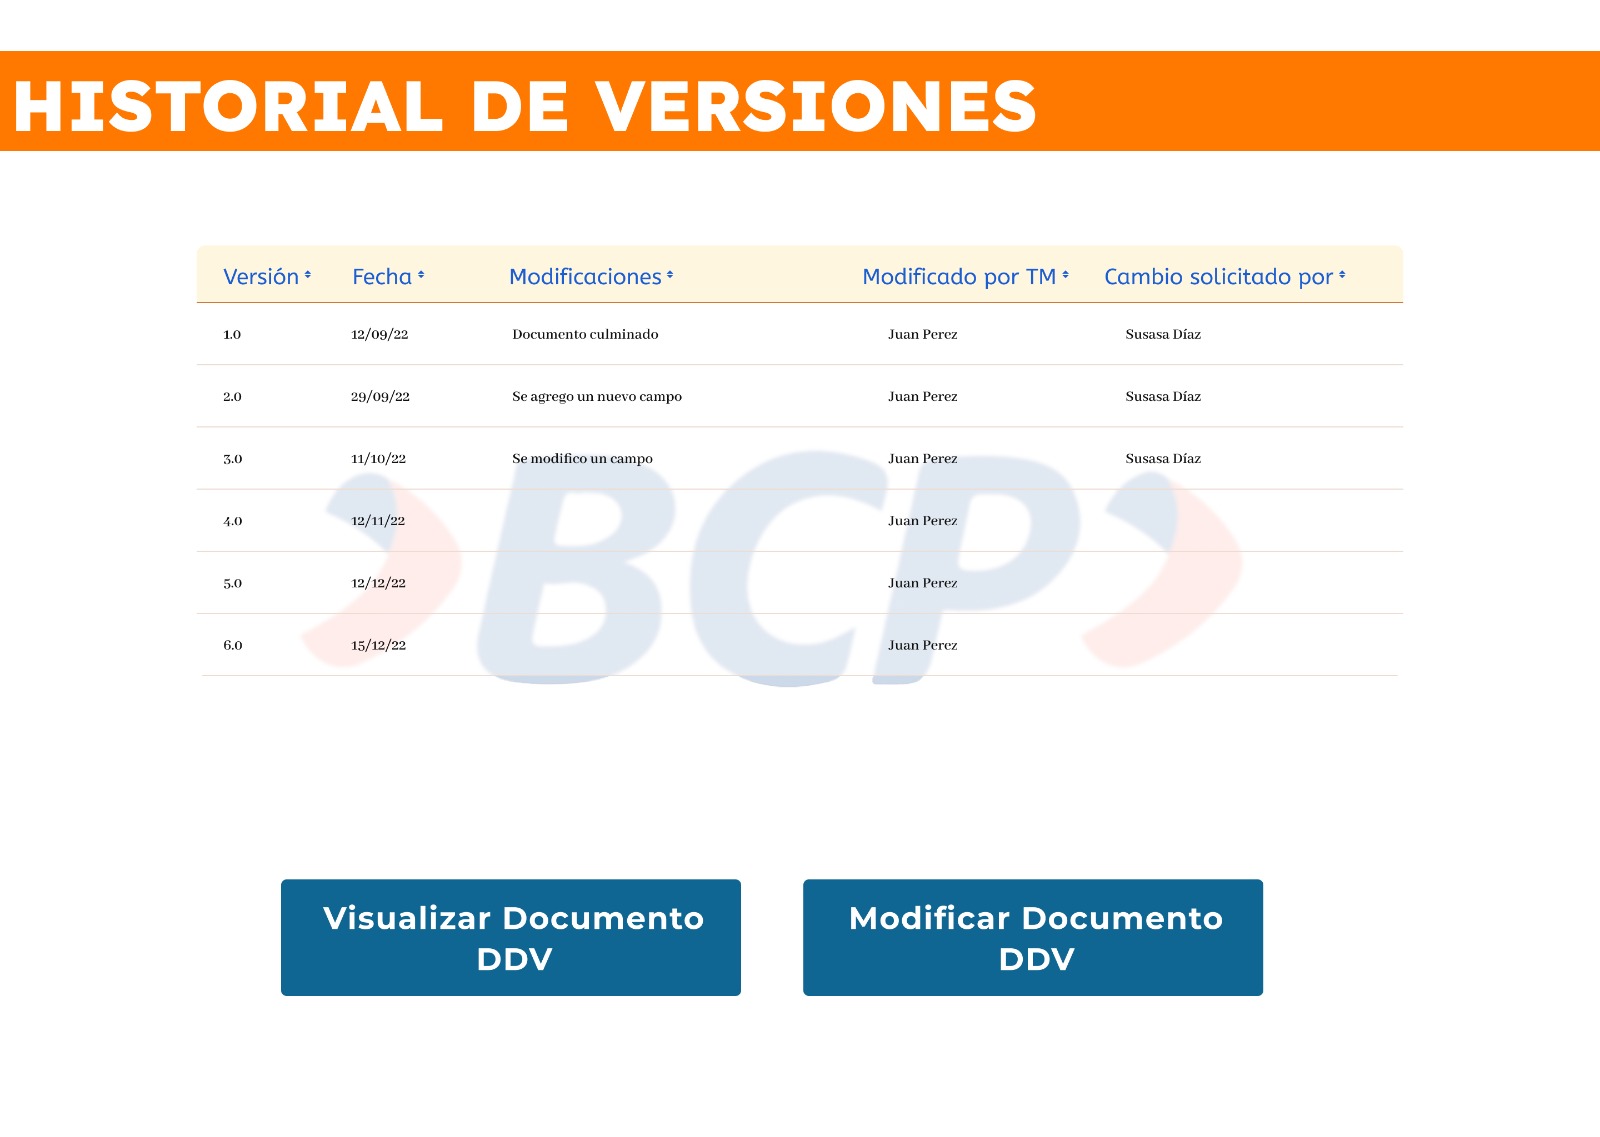 HISTORIAL DE VERSIONES
Versión Fecha Modificaciones Modificado por TM Cambio solicitado por
1.0 12/09/22 Documento culminado Juan Perez Susasa Díaz
2.0 29/09/22 Se agrego un nuevo campo Juan Perez Susasa Díaz
3.0 11/10/22 Se modifico un campo Juan Perez Susasa Díaz
4.0 12/11/22 Juan Perez
5.0 12/12/22 Juan Perez
6.0 15/12/22 Juan Perez
BCP
Visualizar Documento
DDV
Modificar Documento
DDV